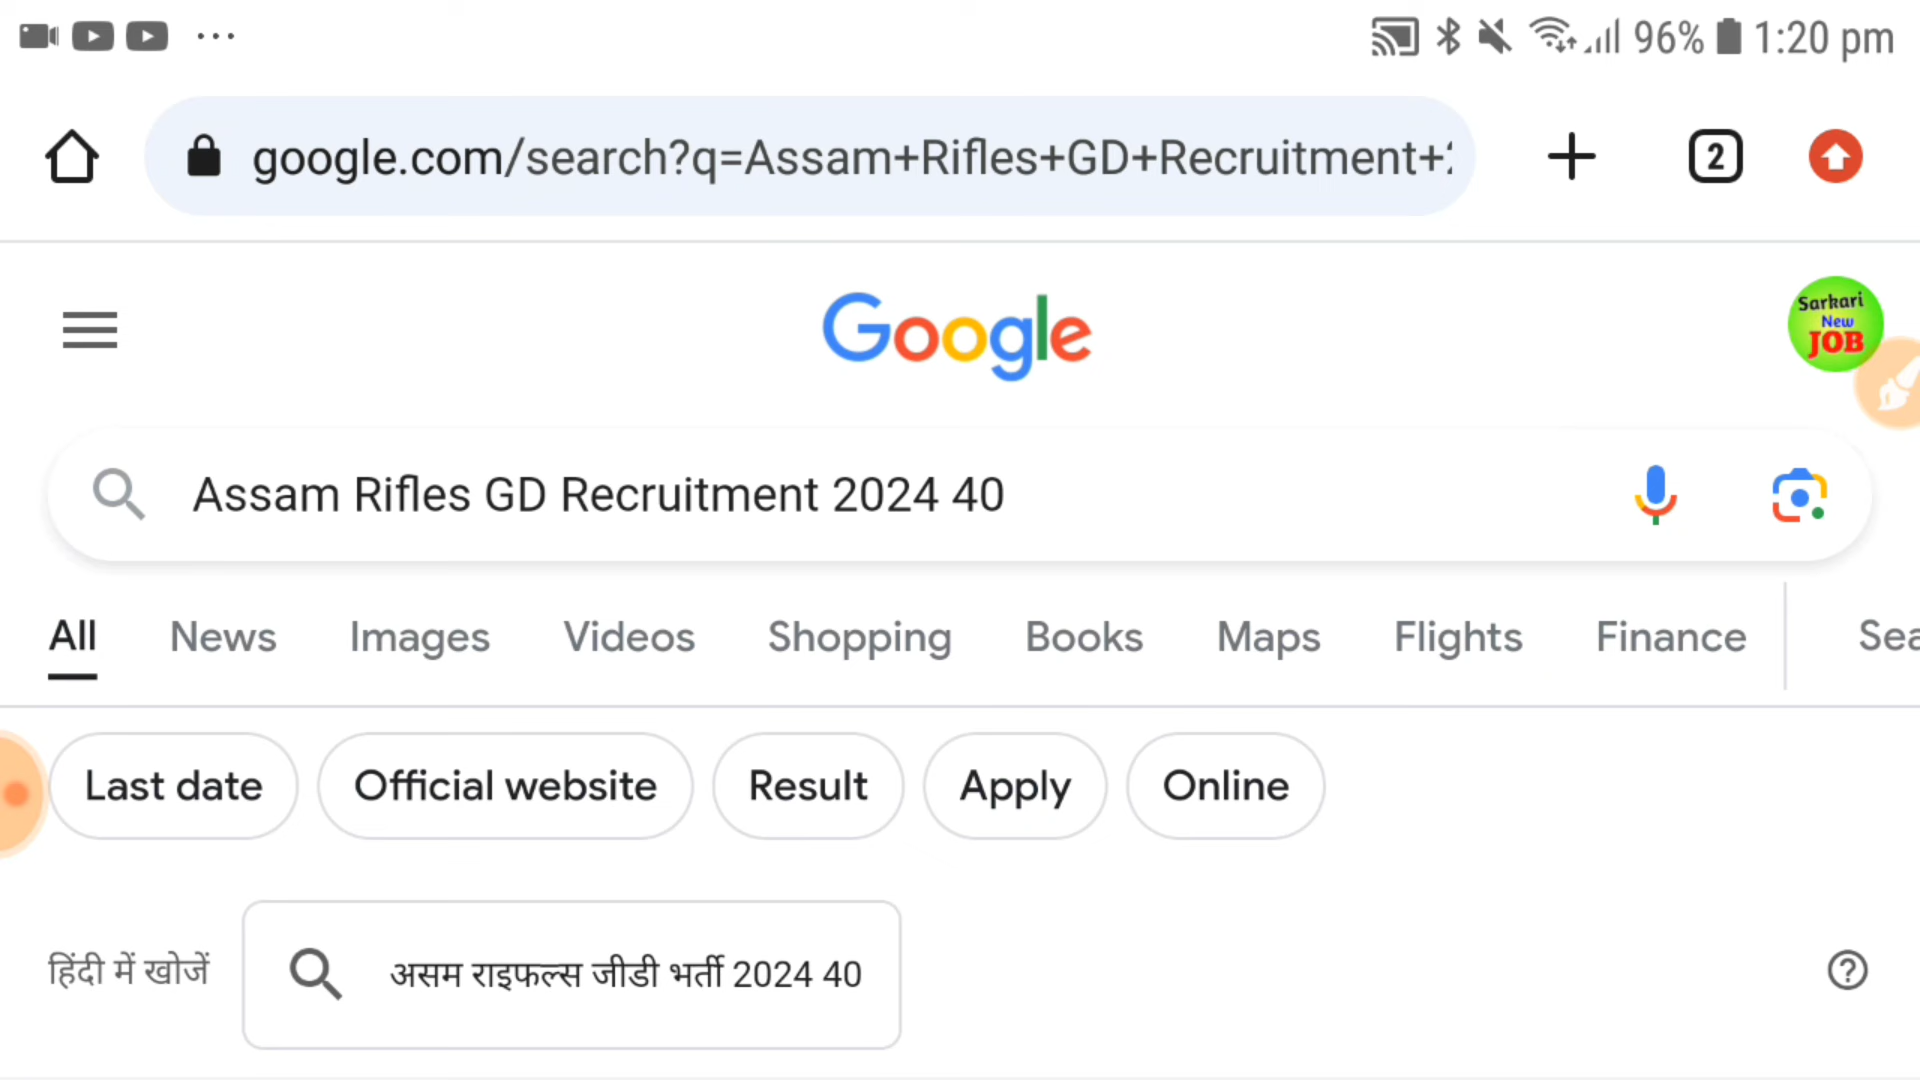 96% 1:20 pm
google.com/search?q=Assam+Rifles+GD+Recruitment+
2
Google
Sarkari
New
JOB
Assam Rifles GD Recruitment 2024 40
All News Images Videos Shopping Books Maps Flights Finance Sea
Last date Official website Result Apply Online
हिंदी में खोजें असम राइफल्स जीडी भर्ती 2024 40